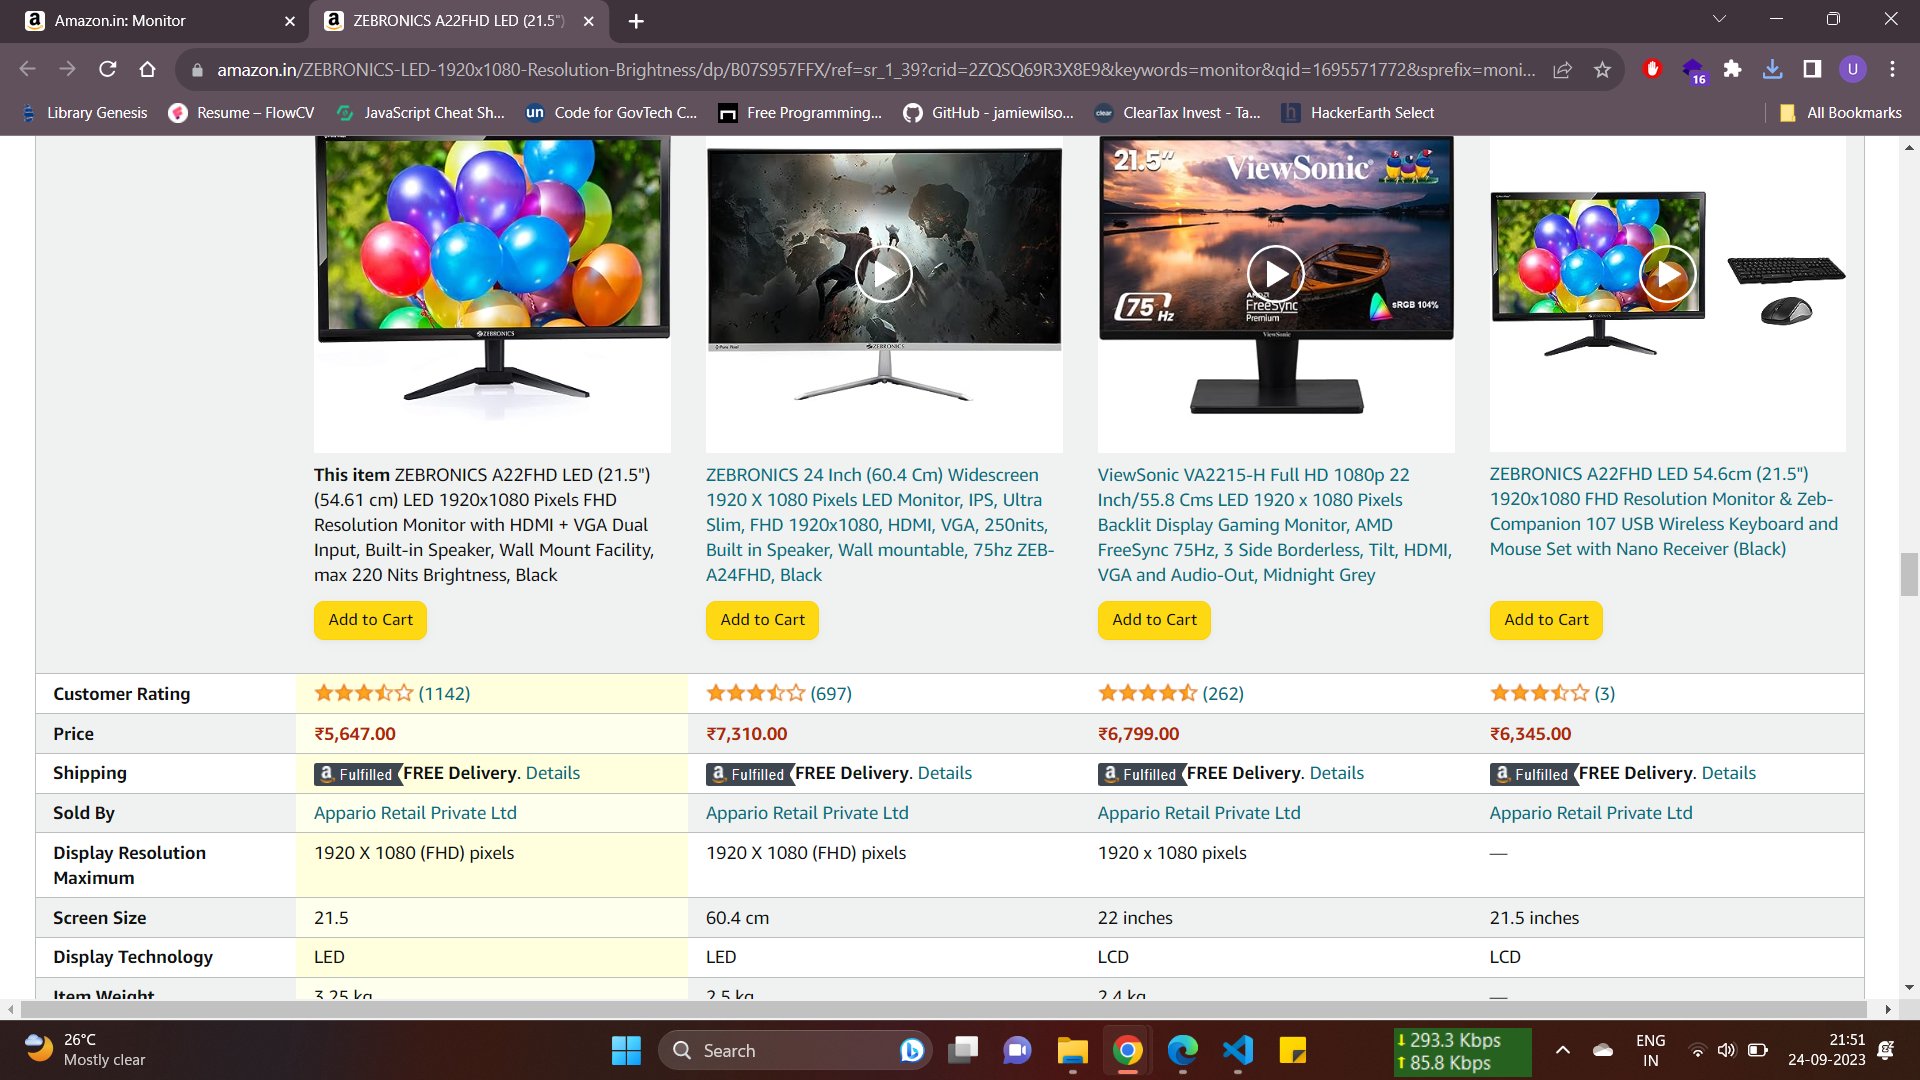 Amazon.in: Monitor
ZEBRONICS A22FHD LED (21.5")
amazon.in/ZEBRONICS-LED-1920x1080-Resolution-Brightness/dp/B07S957FFX/ref=sr_1_39?crid=2ZQSQ69R3X8E9&keywords=monitor&qid=1695571772&sprefix=moni...
16
U
Library Genesis
Resume – FlowCV
JavaScript Cheat Sh...
un
Code for GovTech C...
Free Programming...
GitHub - jamiewilso...
clear
ClearTax Invest - Ta...
h
HackerEarth Select
All Bookmarks
ZEBRONICS
ZEBRONICS
21.5"
ViewSonic
75 Hz
AMD
FreeSync
Premium
sRGB 104%
ViewSonic
This item ZEBRONICS A22FHD LED (21.5")
(54.61 cm) LED 1920x1080 Pixels FHD
Resolution Monitor with HDMI + VGA Dual
Input, Built-in Speaker, Wall Mount Facility,
max 220 Nits Brightness, Black
ZEBRONICS 24 Inch (60.4 Cm) Widescreen
1920 X 1080 Pixels LED Monitor, IPS, Ultra
Slim, FHD 1920x1080, HDMI, VGA, 250nits,
Built in Speaker, Wall mountable, 75hz ZEB-
A24FHD, Black
ViewSonic VA2215-H Full HD 1080p 22
Inch/55.8 Cms LED 1920 x 1080 Pixels
Backlit Display Gaming Monitor, AMD
FreeSync 75Hz, 3 Side Borderless, Tilt, HDMI,
VGA and Audio-Out, Midnight Grey
ZEBRONICS A22FHD LED 54.6cm (21.5")
1920x1080 FHD Resolution Monitor & Zeb-
Companion 107 USB Wireless Keyboard and
Mouse Set with Nano Receiver (Black)
Add to Cart
Add to Cart
Add to Cart
Add to Cart
Customer Rating
(1142)
(697)
(262)
(3)
Price
₹5,647.00
₹7,310.00
₹6,799.00
₹6,345.00
Shipping
a Fulfilled FREE Delivery. Details
a Fulfilled FREE Delivery. Details
a Fulfilled FREE Delivery. Details
a Fulfilled FREE Delivery. Details
Sold By
Appario Retail Private Ltd
Appario Retail Private Ltd
Appario Retail Private Ltd
Appario Retail Private Ltd
Display Resolution
Maximum
1920 X 1080 (FHD) pixels
1920 X 1080 (FHD) pixels
1920 x 1080 pixels
—
Screen Size
21.5
60.4 cm
22 inches
21.5 inches
Display Technology
LED
LED
LCD
LCD
Item Weight
3.25 kg
2.5 kg
2.4 kg
—
26°C
Mostly clear
Search
293.3 Kbps
85.8 Kbps
ENG
IN
21:51
24-09-2023